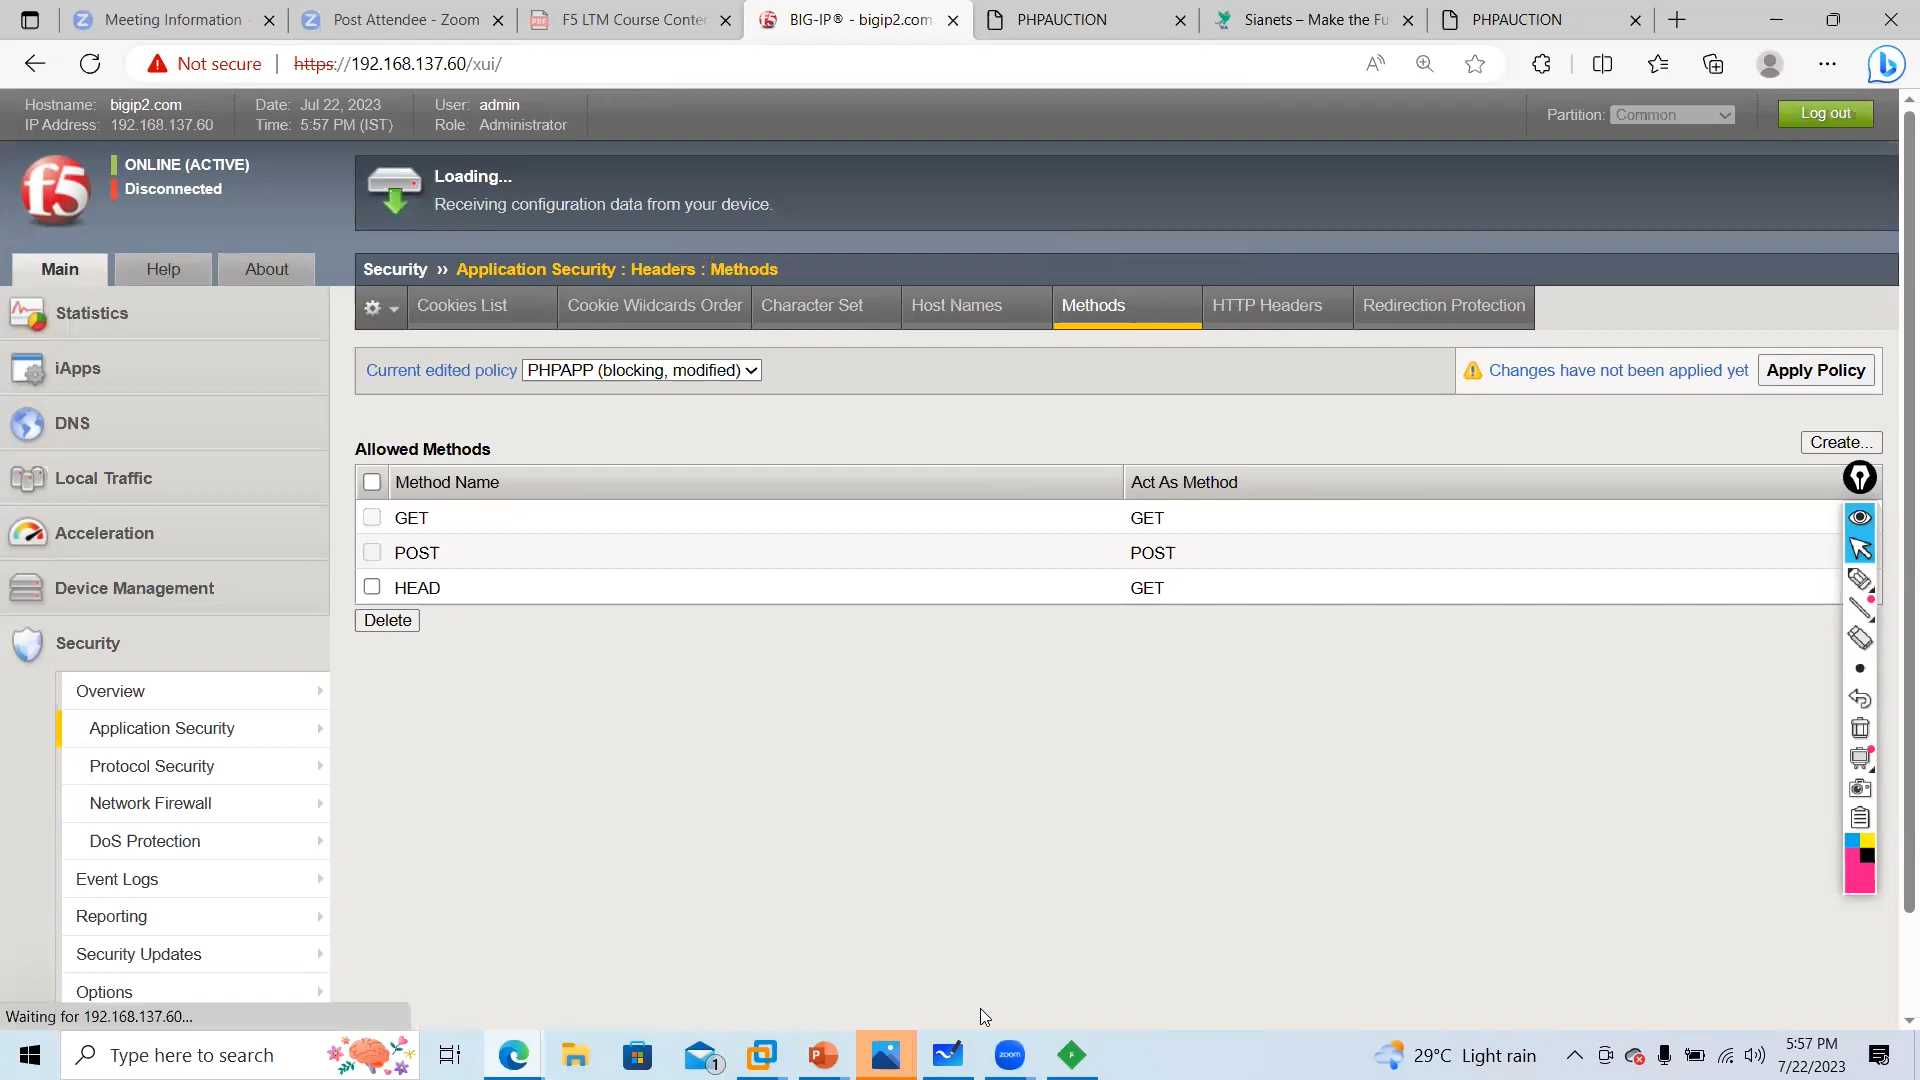 Meeting Information
Post Attendee - Zoom
F5 LTM Course Conter
BIG-IP® - bigip2.com
PHPAUCTION
Sianets – Make the Fu
PHPAUCTION
Not secure
https://192.168.137.60/xui/
Hostname: bigip2.com
IP Address: 192.168.137.60
Date: Jul 22, 2023
Time: 5:57 PM (IST)
User: admin
Role: Administrator
Partition: Common
Log out
f5
ONLINE (ACTIVE)
Disconnected
Loading...
Receiving configuration data from your device.
Main
Help
About
Security ›› Application Security : Headers : Methods
Cookies List
Cookie Wildcards Order
Character Set
Host Names
Methods
HTTP Headers
Redirection Protection
Statistics
iApps
DNS
Local Traffic
Acceleration
Device Management
Security
Overview
Application Security
Protocol Security
Network Firewall
DoS Protection
Event Logs
Reporting
Security Updates
Options
Current edited policy PHPAPP (blocking, modified)
Changes have not been applied yet
Apply Policy
Allowed Methods
Create...
Method Name Act As Method
GET GET
POST POST
HEAD GET
Delete
Waiting for 192.168.137.60...
Type here to search
1
zoom
29°C Light rain
5:57 PM
7/22/2023